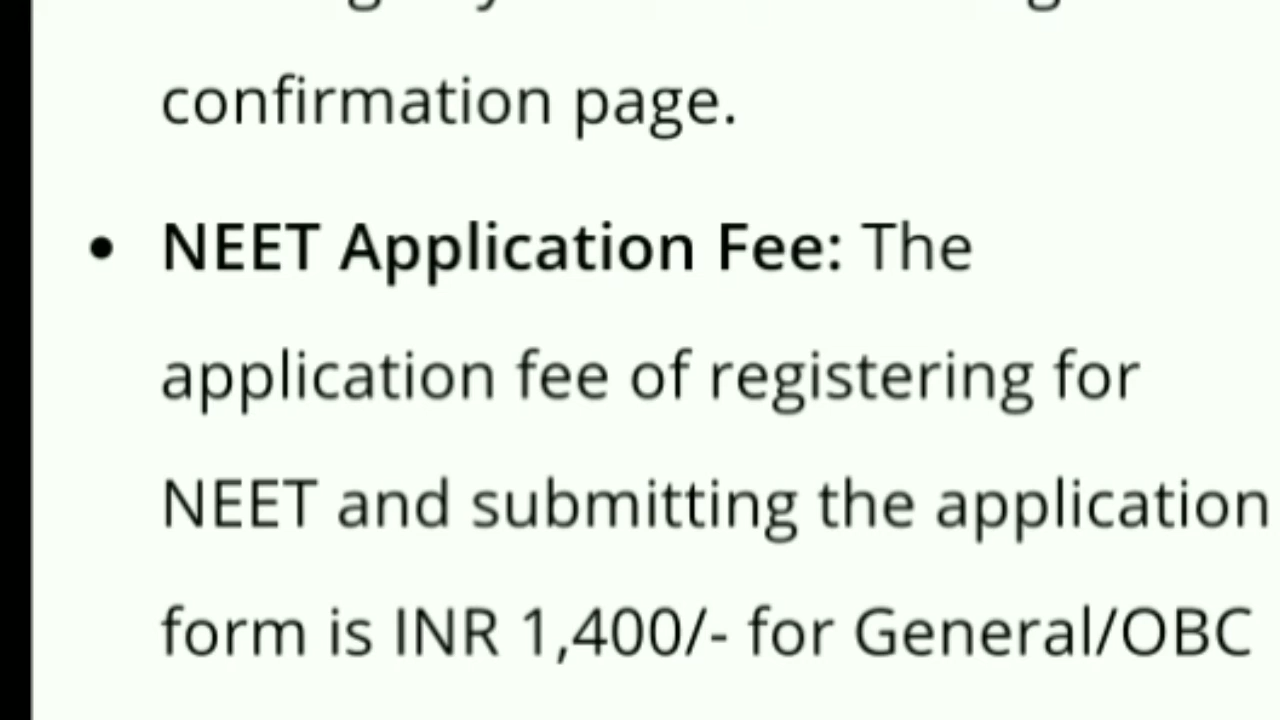 confirmation page.
• NEET Application Fee: The
application fee of registering for
NEET and submitting the application
form is INR 1,400/- for General/OBC